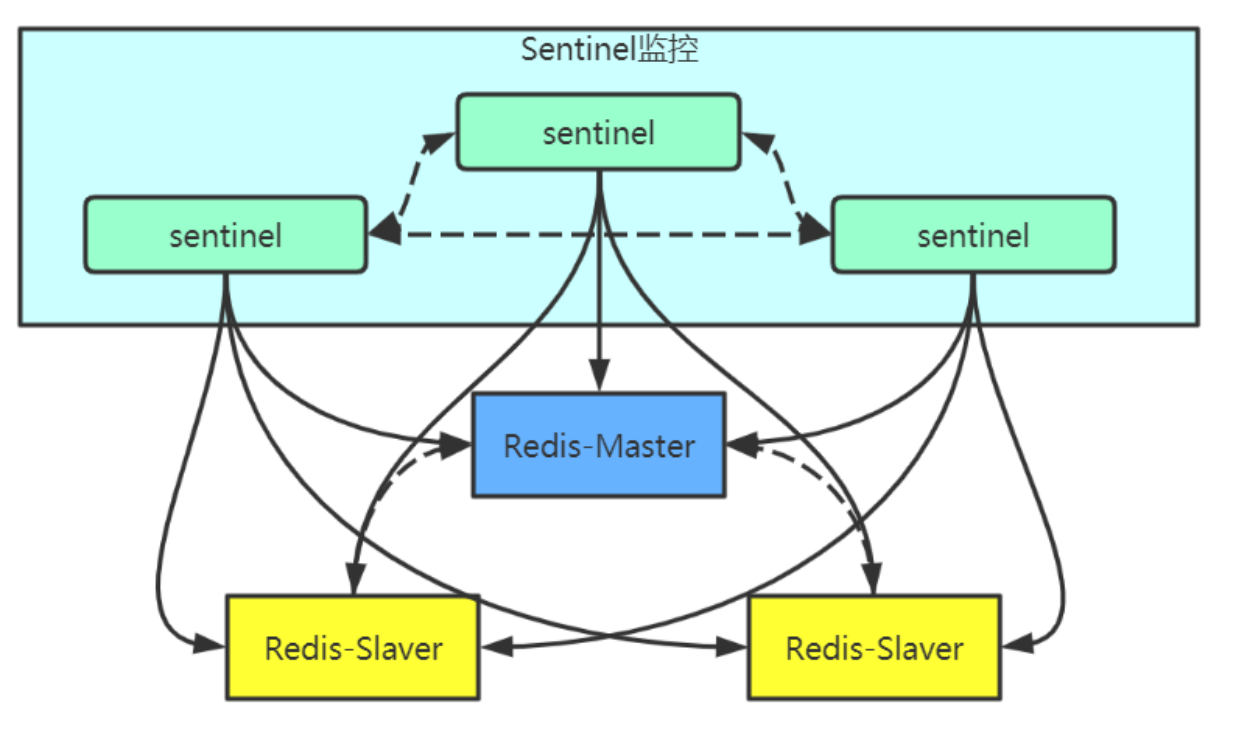 Sentinel监控
sentinel
sentinel
sentinel
Redis-Master
Redis-Slaver
Redis-Slaver